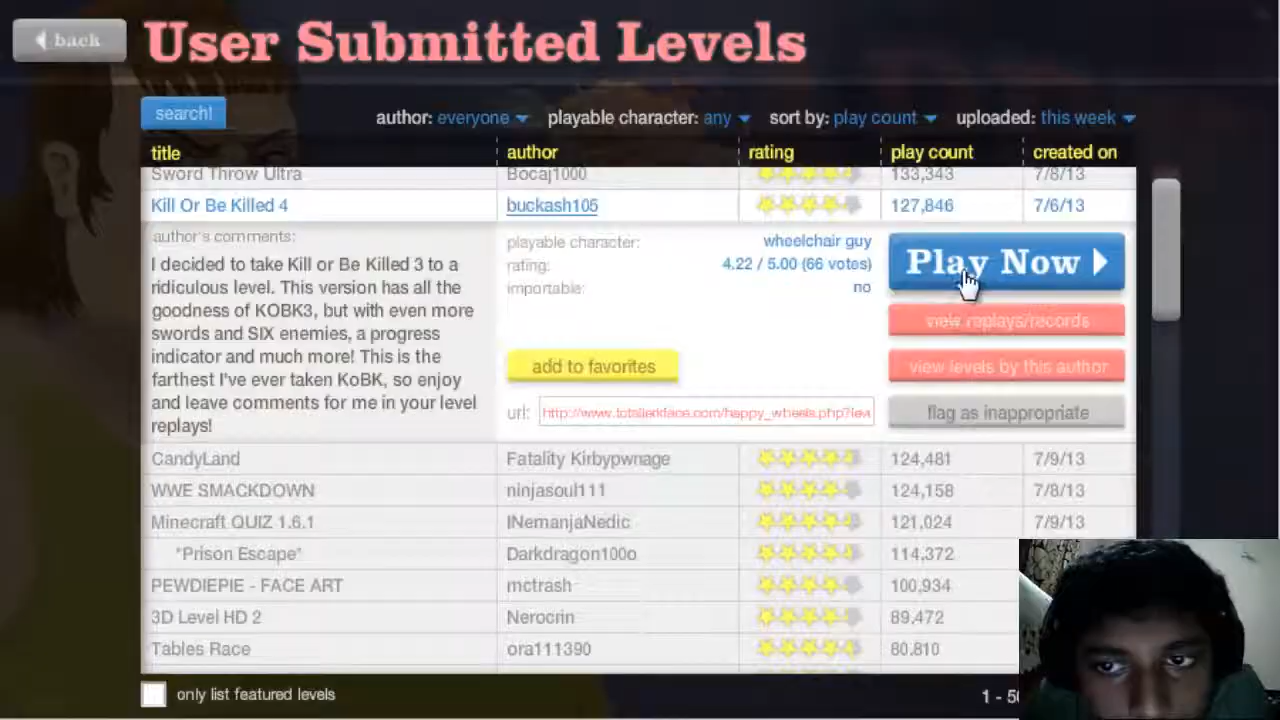 back
User Submitted Levels
search!
author: everyone playable character: any sort by: play count uploaded: this week
title author rating play count created on
Sword Throw Ultra Bocaj1000 133,343 7/8/13
Kill Or Be Killed 4 buckash105 127,846 7/6/13
author's comments:
I decided to take Kill or Be Killed 3 to a
ridiculous level. This version has all the
goodness of KOBK3, but with even more
swords and SIX enemies, a progress
indicator and much more! This is the
farthest I've ever taken KoBK, so enjoy
and leave comments for me in your level
replays!
playable character: wheelchair guy
rating: 4.22 / 5.00 (66 votes)
importable: no
add to favorites
url: http://www.totaljerkface.com/happy_wheels.php?lev
Play Now
view replays/records
view levels by this author
flag as inappropriate
CandyLand Fatality Kirbypwnage 124,481 7/9/13
WWE SMACKDOWN ninjasoul111 124,158 7/8/13
Minecraft QUIZ 1.6.1 INemanjaNedic 121,024 7/9/13
"Prison Escape" Darkdragon100o 114,372
PEWDIEPIE - FACE ART mctrash 100,934
3D Level HD 2 Nerocrin 89,472
Tables Race ora111390 80,810
only list featured levels
1 - 50